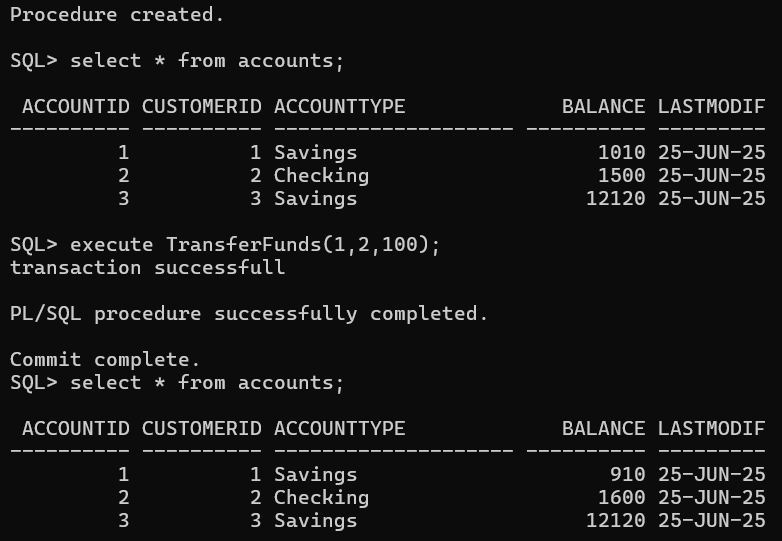 Procedure created.
SQL> select * from accounts;
 ACCOUNTID CUSTOMERID ACCOUNTTYPE             BALANCE LASTMODIF
---------- ---------- -------------------- ---------- ---------
         1          1 Savings                    1010 25-JUN-25
         2          2 Checking                   1500 25-JUN-25
         3          3 Savings                   12120 25-JUN-25
SQL> execute TransferFunds(1,2,100);
transaction successfull
PL/SQL procedure successfully completed.
Commit complete.
SQL> select * from accounts;
 ACCOUNTID CUSTOMERID ACCOUNTTYPE             BALANCE LASTMODIF
---------- ---------- -------------------- ---------- ---------
         1          1 Savings                     910 25-JUN-25
         2          2 Checking                   1600 25-JUN-25
         3          3 Savings                   12120 25-JUN-25